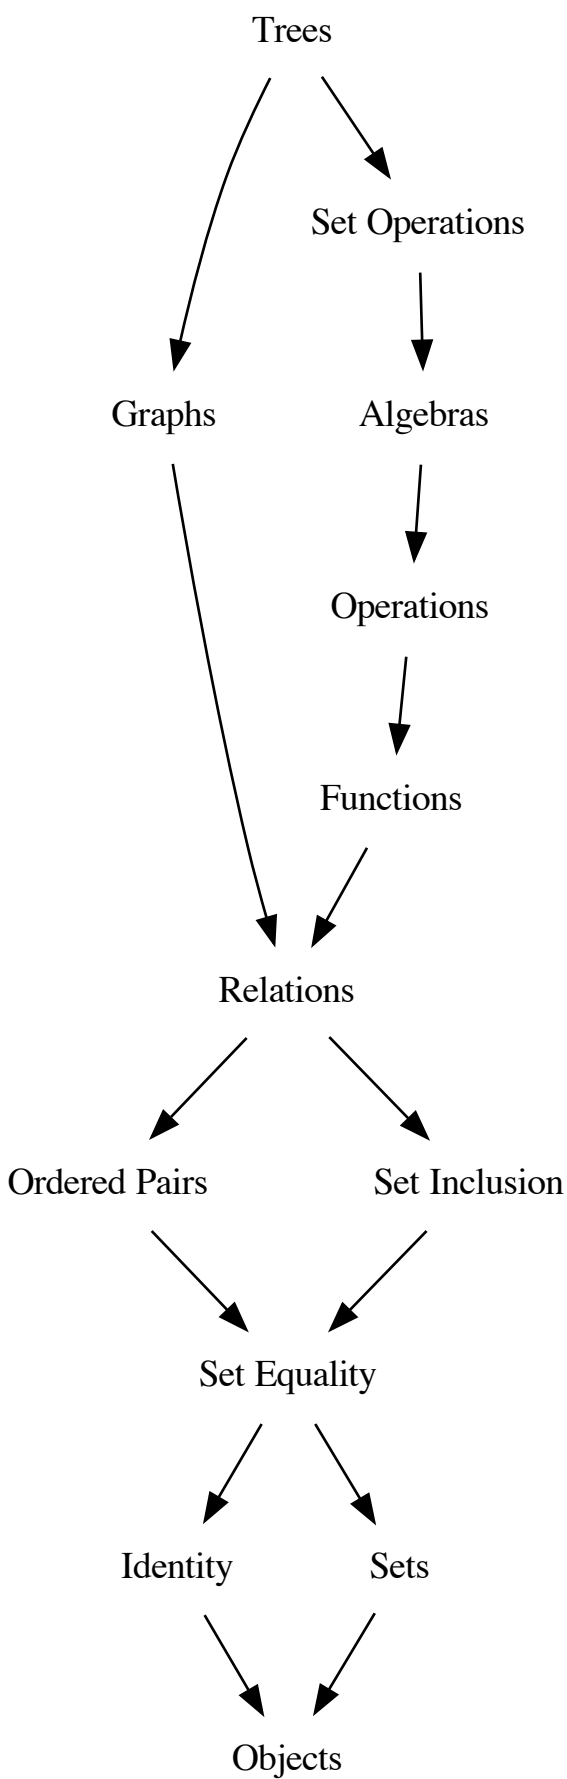 Trees
Set Operations
Graphs
Algebras
Operations
Functions
Relations
Ordered Pairs
Set Inclusion
Set Equality
Identity
Sets
Objects